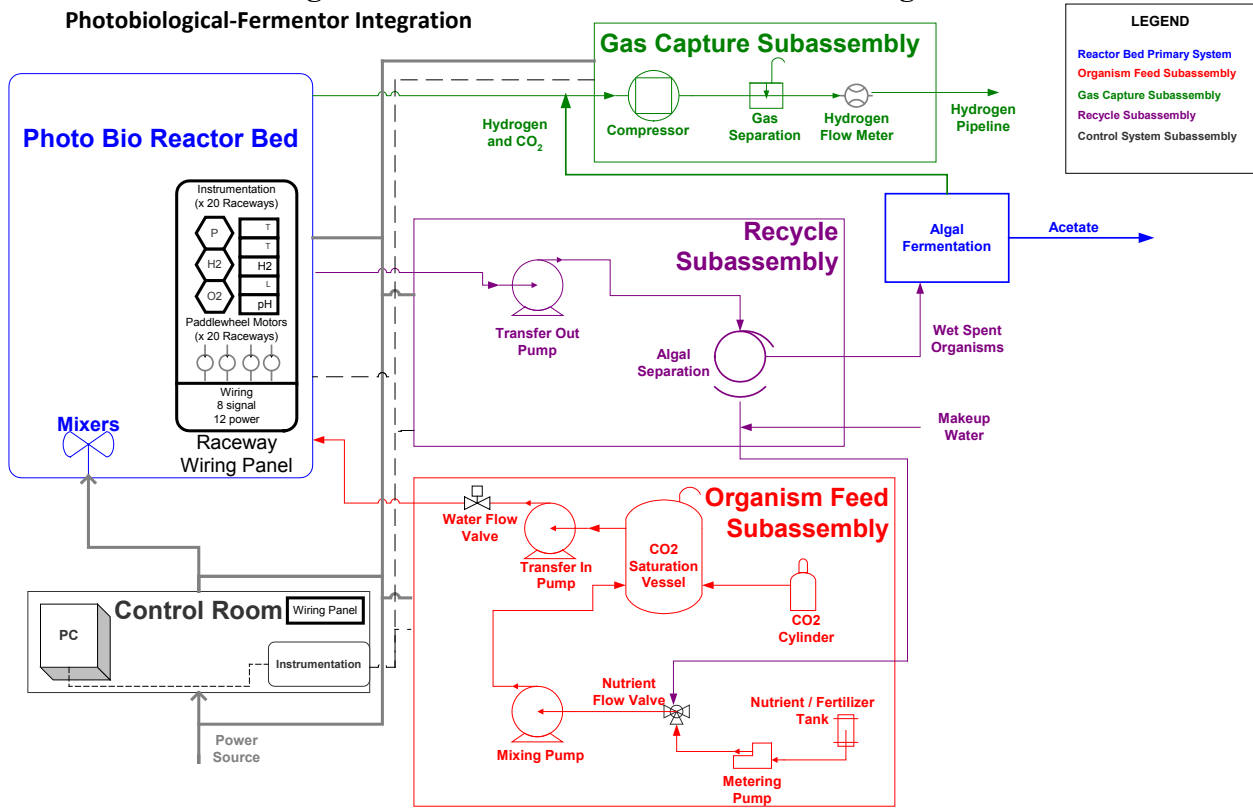 Photobiological-Fermentor Integration
LEGEND
Reactor Bed Primary System
Organism Feed Subassembly
Gas Capture Subassembly
Recycle Subassembly
Control System Subassembly
Gas Capture Subassembly
Compressor
Gas
Separation
Hydrogen
Flow Meter
Hydrogen
Pipeline
Hydrogen
and CO2
Photo Bio Reactor Bed
Instrumentation
(x 20 Raceways)
P
H2
O2
T
T
H2
L
pH
Paddlewheel Motors
(x 20 Raceways)
Wiring
8 signal
12 power
Raceway
Wiring Panel
Mixers
Recycle
Subassembly
Transfer Out
Pump
Algal
Separation
Algal
Fermentation
Acetate
Wet Spent
Organisms
Makeup
Water
Organism Feed
Subassembly
Water Flow
Valve
Transfer In
Pump
CO2
Saturation
Vessel
CO2
Cylinder
Nutrient
Flow Valve
Mixing Pump
Nutrient / Fertilizer
Tank
Metering
Pump
Control Room
Wiring Panel
PC
Instrumentation
Power
Source